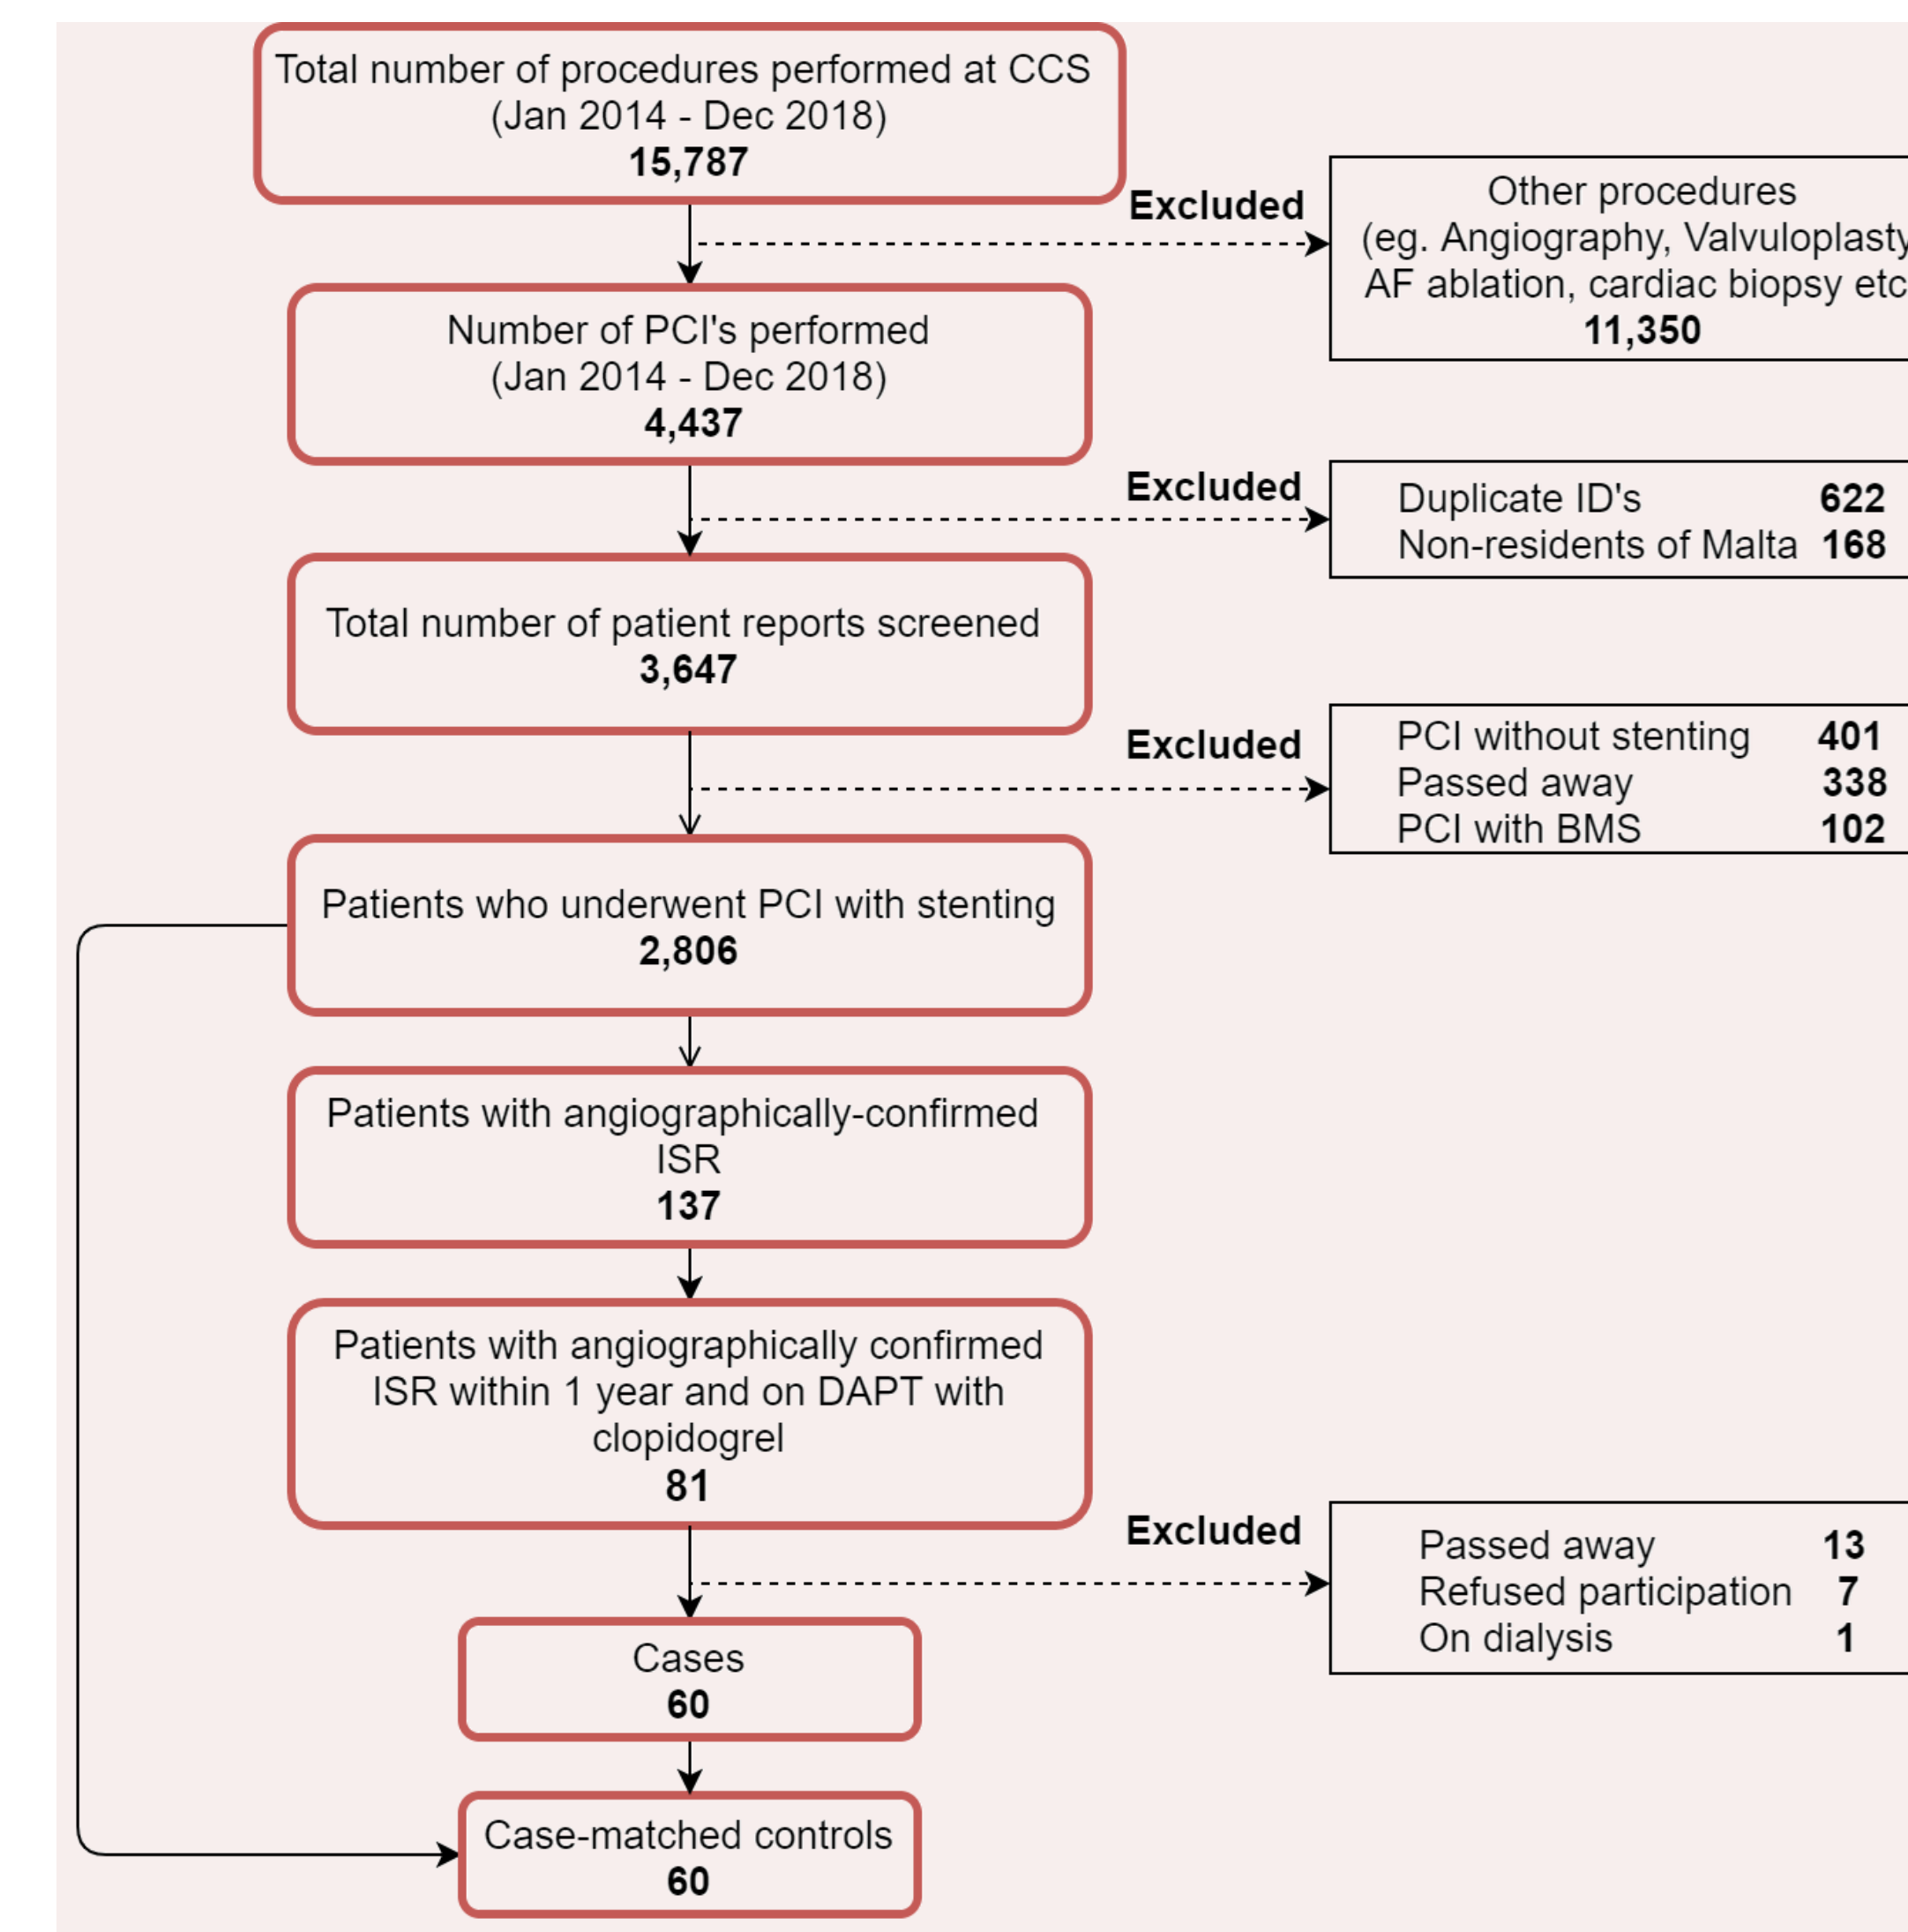 Total number of procedures performed at CCS
(Jan 2014 - Dec 2018)
15,787
Excluded
Other procedures
(eg. Angiography, Valvuloplasty
AF ablation, cardiac biopsy etc
11,350
Number of PCI's performed
(Jan 2014 - Dec 2018)
4,437
Excluded
Duplicate ID's 622
Non-residents of Malta 168
Total number of patient reports screened
3,647
Excluded
PCI without stenting 401
Passed away 338
PCI with BMS 102
Patients who underwent PCI with stenting
2,806
Patients with angiographically-confirmed
ISR
137
Patients with angiographically confirmed
ISR within 1 year and on DAPT with
clopidogrel
81
Excluded
Passed away 13
Refused participation 7
On dialysis 1
Cases
60
Case-matched controls
60